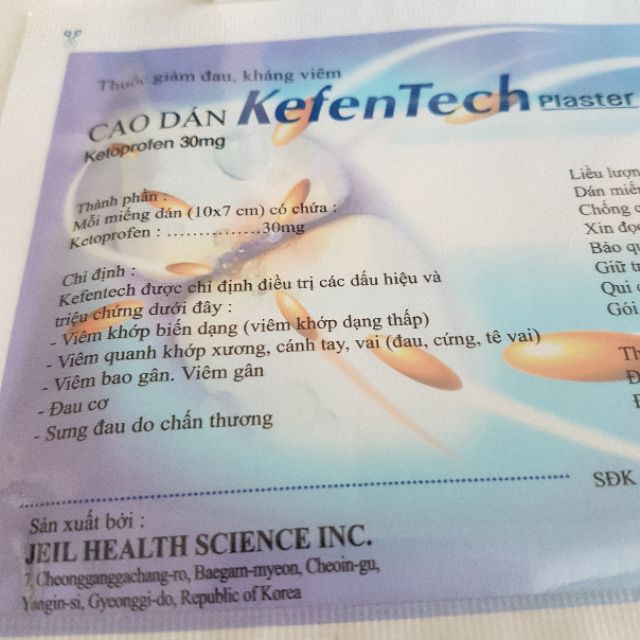 Thuốc giảm đau, kháng viêm
CAO DÁN KefenTech Plaster
Ketoprofen 30mg
Thành phần :
Mỗi miếng dán (10x7 cm) có chứa :
Ketoprofen : ...............30mg
Chỉ định :
Kefentech được chỉ định điều trị các dấu hiệu và
triệu chứng dưới đây :
- Viêm khớp biến dạng (viêm khớp dạng thấp)
- Viêm quanh khớp xương, cánh tay, vai (đau, cứng, tê vai)
- Viêm bao gân. Viêm gân
- Đau cơ
- Sưng đau do chấn thương
Liều lượn
Dán miến
Chống c
Xin đọc
Bảo qu
Giữ tr
Qui c
Gói
Th
Đ
SĐK
Sản xuất bởi :
JEIL HEALTH SCIENCE INC.
7, Cheongganggachang-ro, Baegam-myeon, Cheoin-gu,
Yongin-si, Gyeonggi-do, Republic of Korea